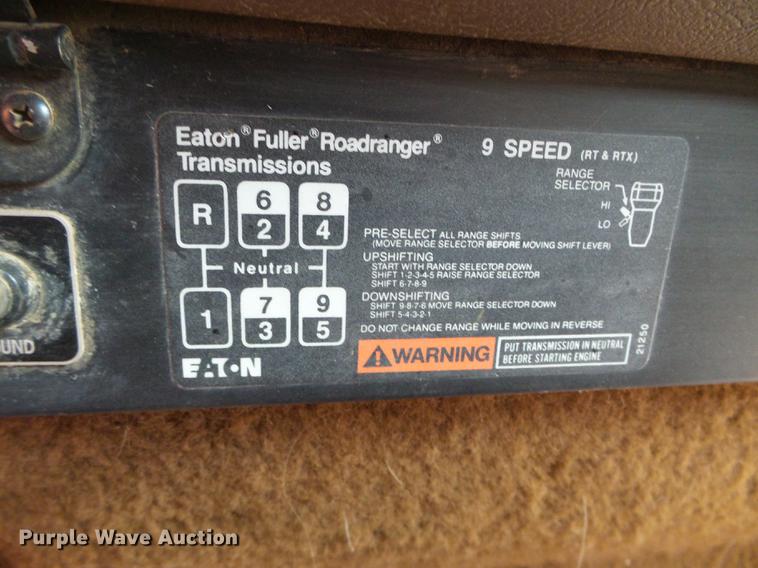 Eaton® Fuller® Roadranger®
Transmissions
9 SPEED (RT & RTX)
RANGE
SELECTOR
HI
LO
R 6 8
2 4
Neutral
1 7 9
3 5
PRE-SELECT ALL RANGE SHIFTS
(MOVE RANGE SELECTOR BEFORE MOVING SHIFT LEVER)
UPSHIFTING
START WITH RANGE SELECTOR DOWN
SHIFT 1-2-3-4-5 RAISE RANGE SELECTOR
SHIFT 6-7-8-9
DOWNSHIFTING
SHIFT 9-8-7-6 MOVE RANGE SELECTOR DOWN
SHIFT 5-4-3-2-1
DO NOT CHANGE RANGE WHILE MOVING IN REVERSE
WARNING
PUT TRANSMISSION IN NEUTRAL
BEFORE STARTING ENGINE
21250
EATON
OUND
Purple Wave Auction